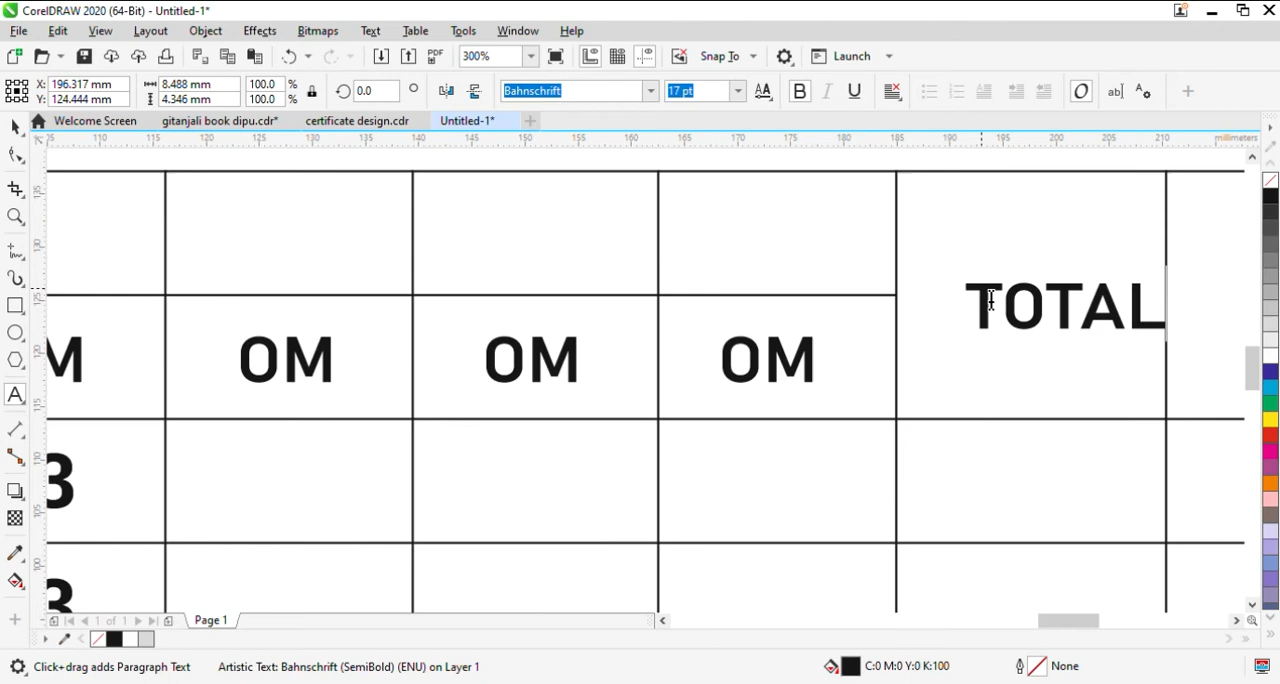 CorelDRAW 2020 (64-Bit) - Untitled-1*
File Edit View Layout Object Effects Bitmaps Text Table Tools Window Help
PDF 300% Snap To Launch
X: 196.317 mm 8.488 mm 100.0 %
Y: 124.444 mm 4.346 mm 100.0 %
0.0 Bahnschrift 17 pt B I U O ab
Welcome Screen gitanjali book dipu.cdr* certificate design.cdr Untitled-1*
110 115 120 125 130 135 140 145 150 155 160 165 170 175 180 185 190 195 200 205 210 millimeters
TOTAL
M OM OM OM
3
3
1 of 1 Page 1
Click+drag adds Paragraph Text Artistic Text: Bahnschrift (SemiBold) (ENU) on Layer 1 C:0 M:0 Y:0 K:100 None